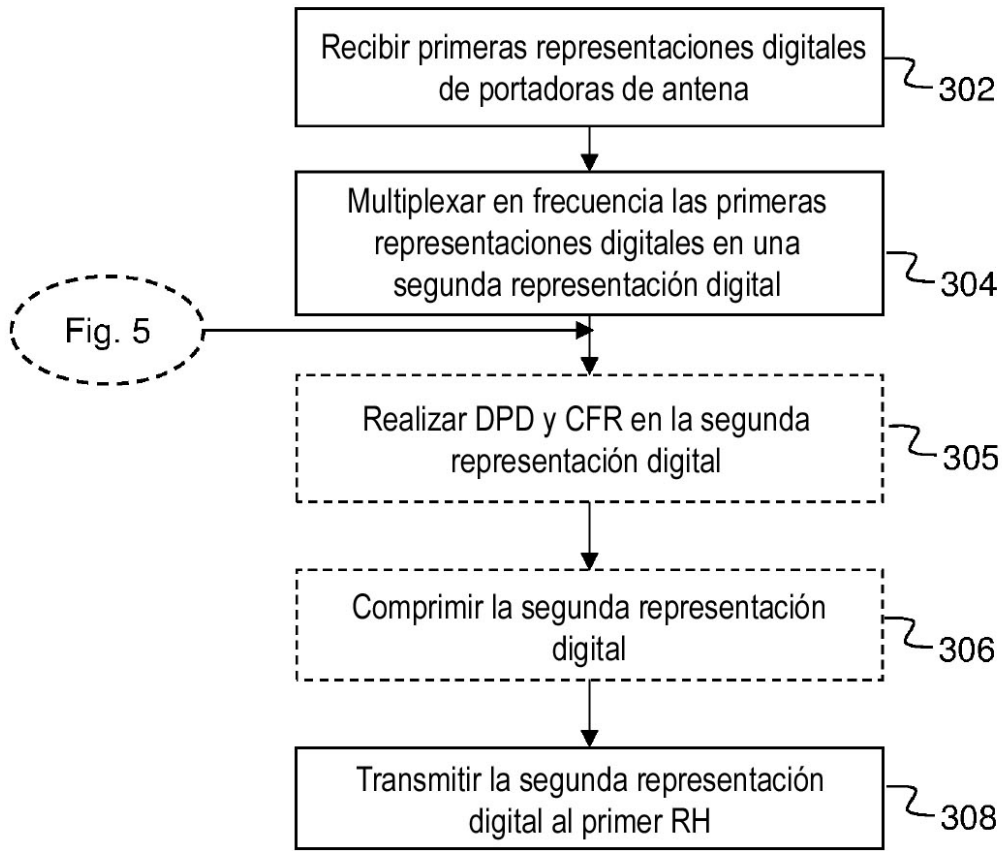 Recibir primeras representaciones digitales
de portadoras de antena
302
Multiplexar en frecuencia las primeras
representaciones digitales en una
segunda representación digital
304
Fig. 5
Realizar DPD y CFR en la segunda
representación digital
305
Comprimir la segunda representación
digital
306
Transmitir la segunda representación
digital al primer RH
308